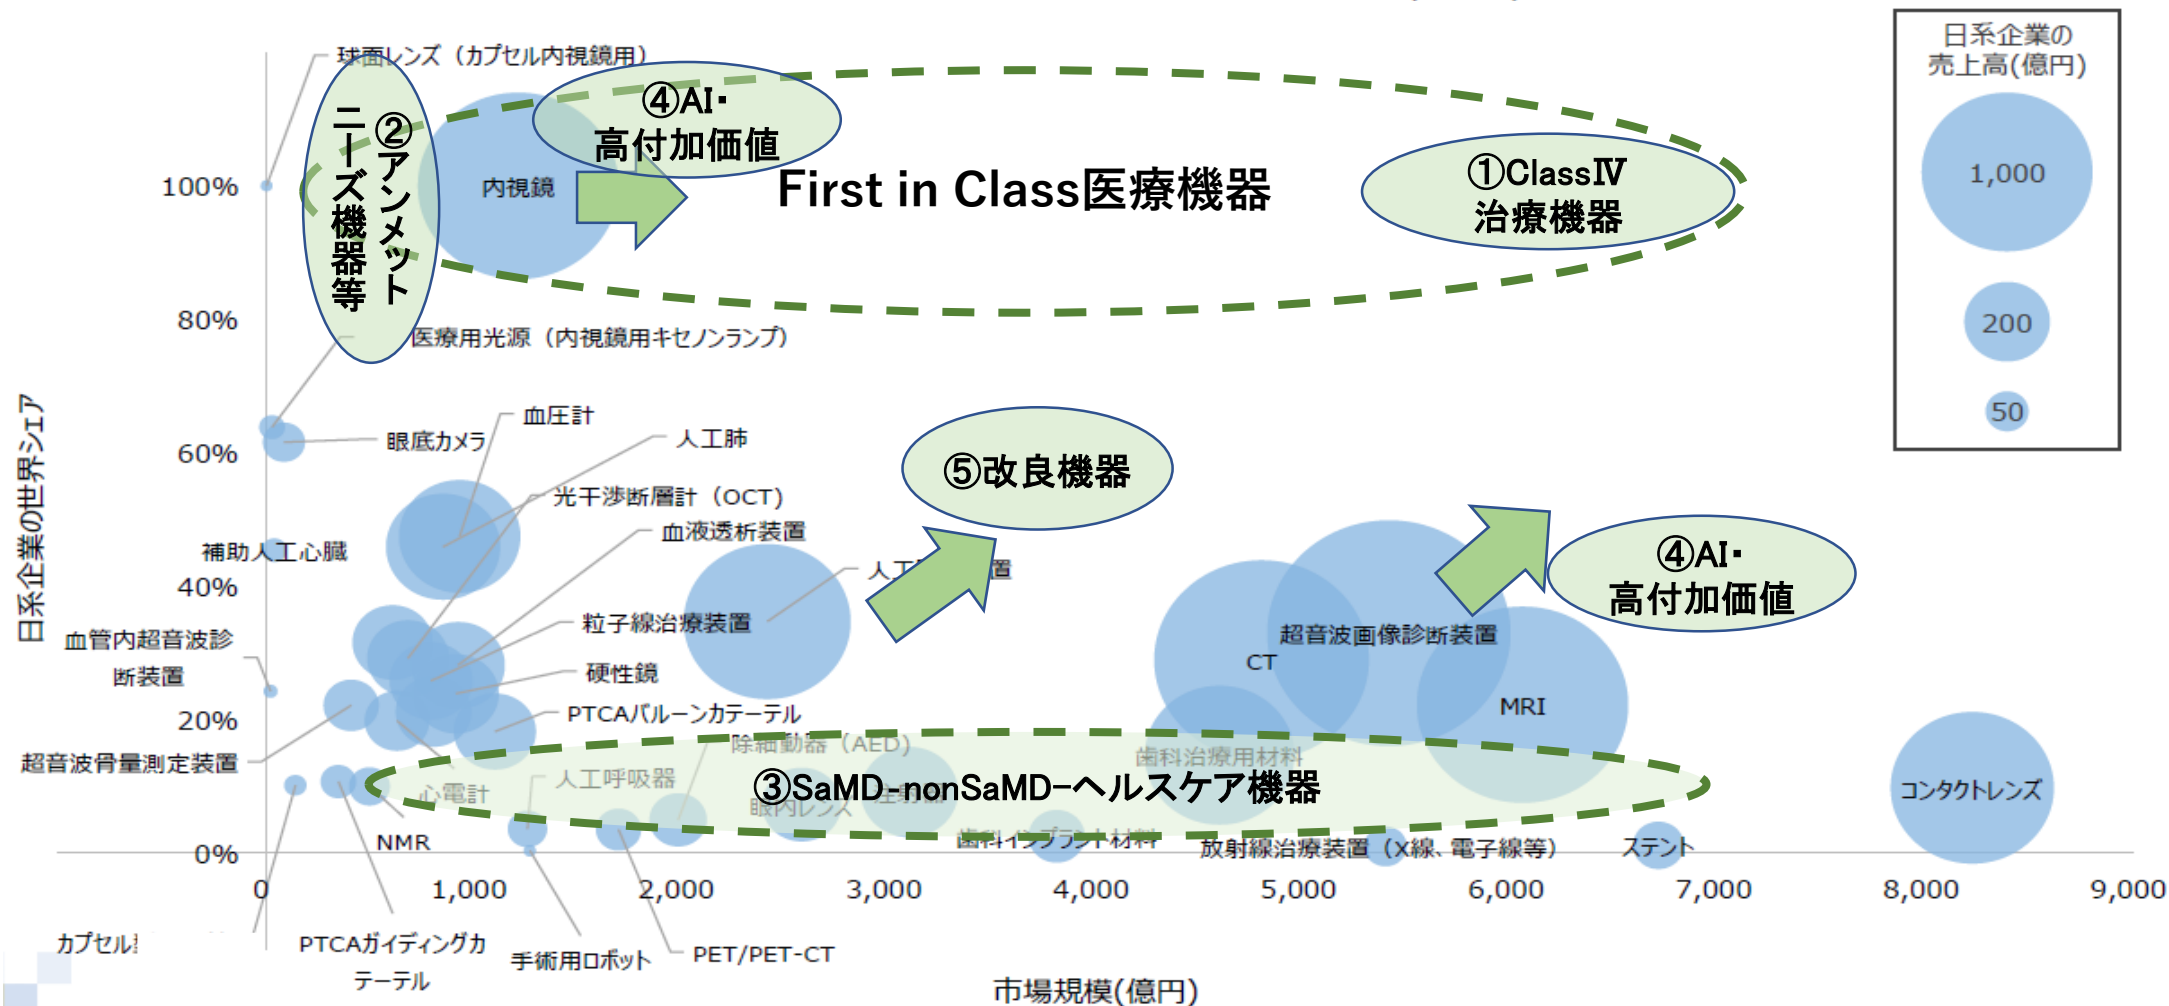 球面レンズ（カプセル内視鏡用）
日系企業の
売上高(億円)
1,000
200
50
②アンメット
ニーズ機器等
④AI・
高付加価値
内視鏡
First in Class医療機器
①ClassⅣ
治療機器
100%
80%
60%
40%
20%
0%
日系企業の世界シェア
医療用光源（内視鏡用キセノンランプ）
血圧計
眼底カメラ
人工肺
⑤改良機器
光干渉断層計（OCT)
血液透析装置
補助人工心臓
人工
置
④AI・
高付加価値
粒子線治療装置
血管内超音波診
断装置
超音波画像診断装置
CT
硬性鏡
MRI
PTCAバルーンカテーテル
除細動器（AED)
超音波骨量測定装置
歯科治療用材料
人工呼吸器
心電計
③SaMD-nonSaMD-ヘルスケア機器
眼内レンズ
注射器
コンタクトレンズ
NMR
歯科インプラント材料
放射線治療装置（X線、電子線等）
ステント
0
1,000
2,000
3,000
4,000
5,000
6,000
7,000
8,000
9,000
カプセル
PTCAガイディングカ
テーテル
手術用ロボット
PET/PET-CT
市場規模(億円)